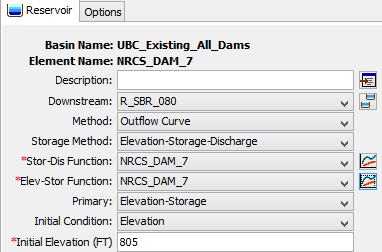 Reservoir Options
Basin Name: UBC_Existing_All_Dams
Element Name: NRCS_DAM_7
Description:
Downstream: R_SBR_080
Method: Outflow Curve
Storage Method: Elevation-Storage-Discharge
*Stor-Dis Function: NRCS_DAM_7
*Elev-Stor Function: NRCS_DAM_7
Primary: Elevation-Storage
Initial Condition: Elevation
*Initial Elevation (FT) 805